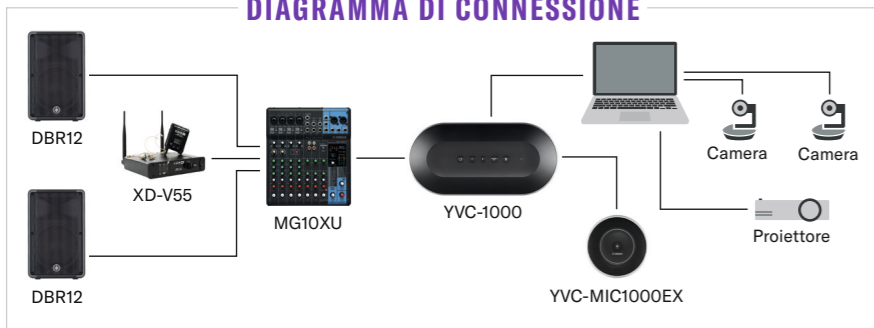 DIAGRAMMA DI CONNESSIONE
DBR12
XD-V55
DBR12
MG10XU
YVC-1000
YVC-MIC1000EX
Camera
Camera
Proiettore